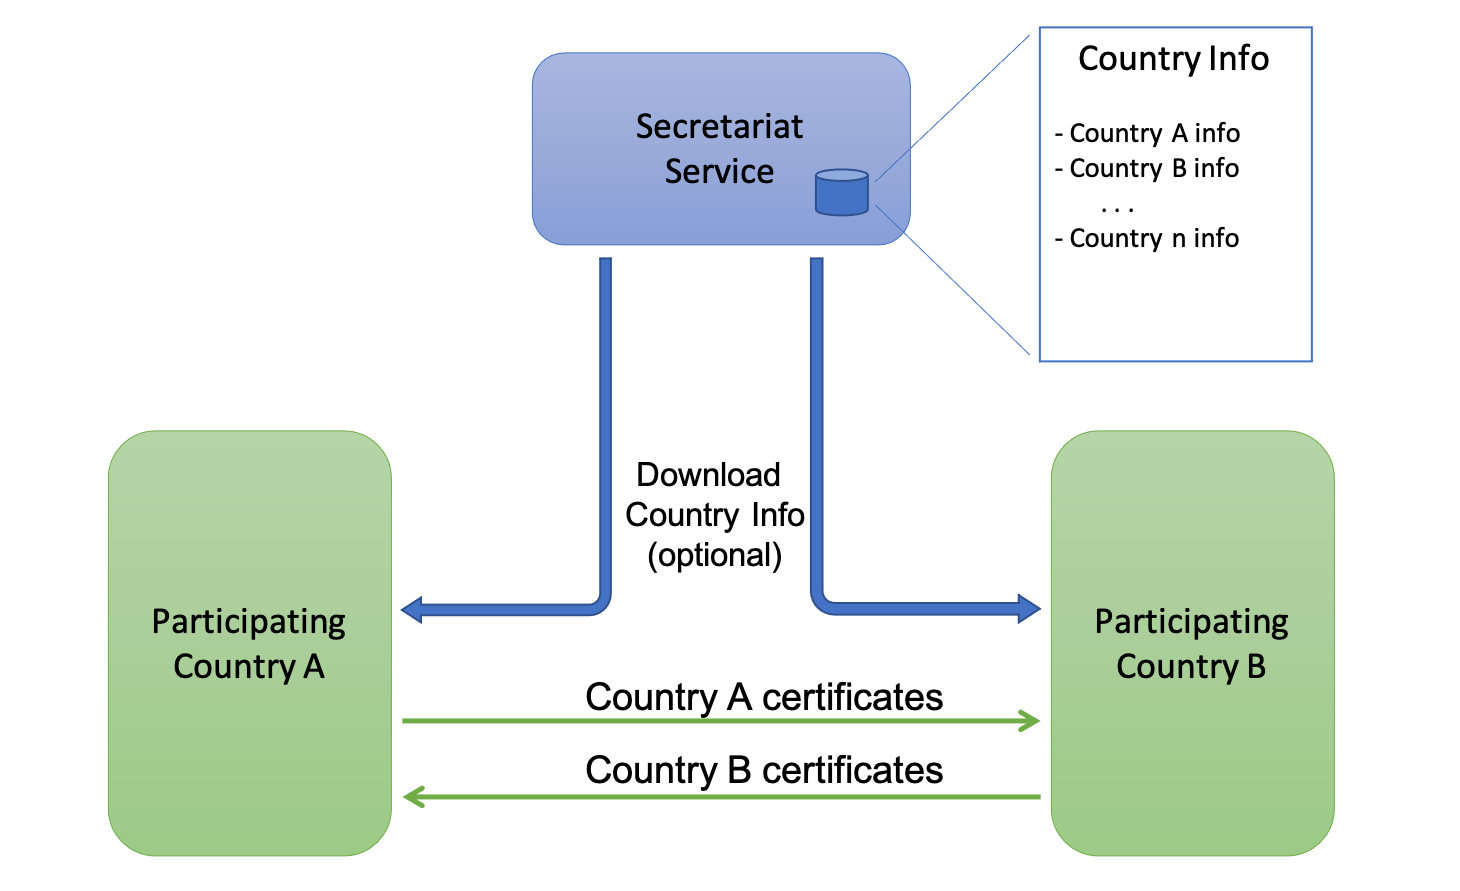 Secretariat
Service
Country Info
- Country A info
- Country B info
. . .
- Country n info
Download
Country Info
(optional)
Participating
Country A
Participating
Country B
Country A certificates
Country B certificates